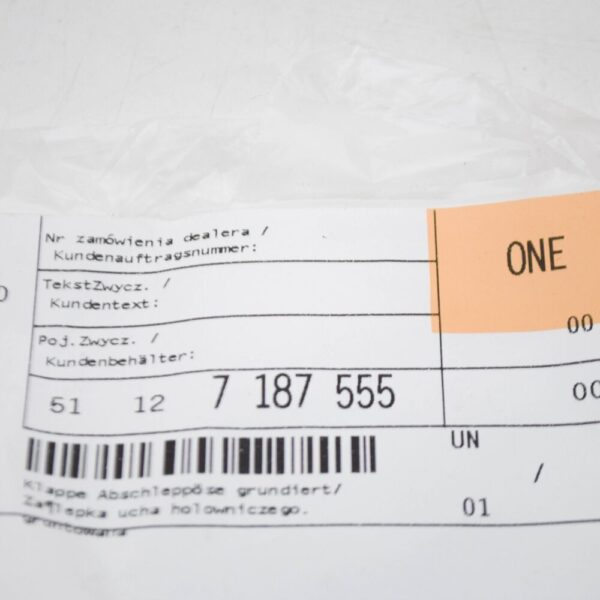 Nr zamówienia dealera /
Kundenauftragsnummer:
ONE
TekstZwycz. /
Kundentext:
00
Poj.Zwycz. /
Kundenbehälter:
51 12 7 187 555
00
UN
/
01
Klappe Abschleppöse grundiert/
Zaślepka ucha holowniczego.
gruntowana